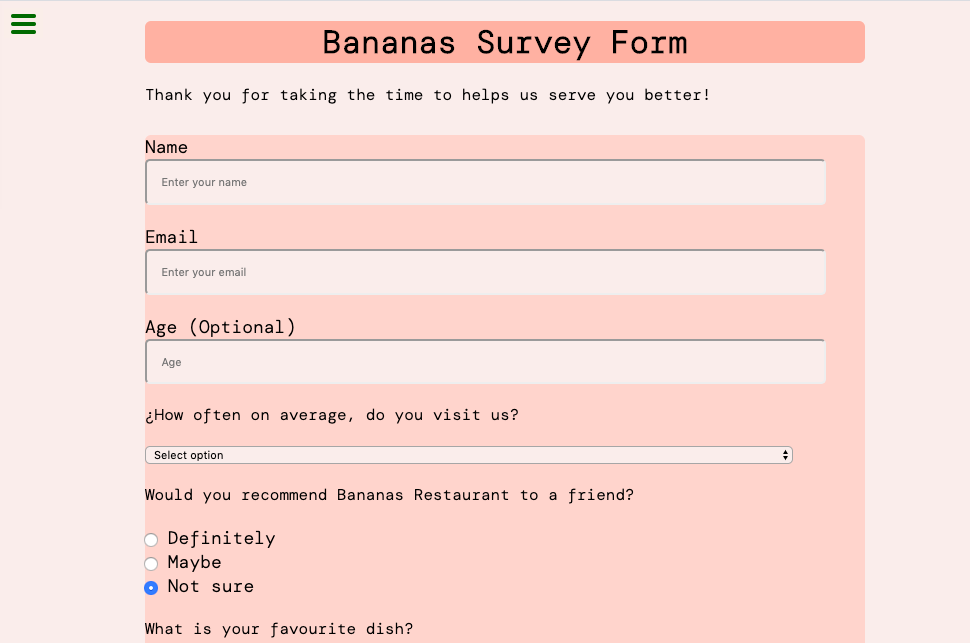 Bananas Survey Form
Thank you for taking the time to helps us serve you better!
Name
Enter your name
Email
Enter your email
Age (Optional)
Age
¿How often on average, do you visit us?
Select option
Would you recommend Bananas Restaurant to a friend?
Definitely
Maybe
Not sure
What is your favourite dish?